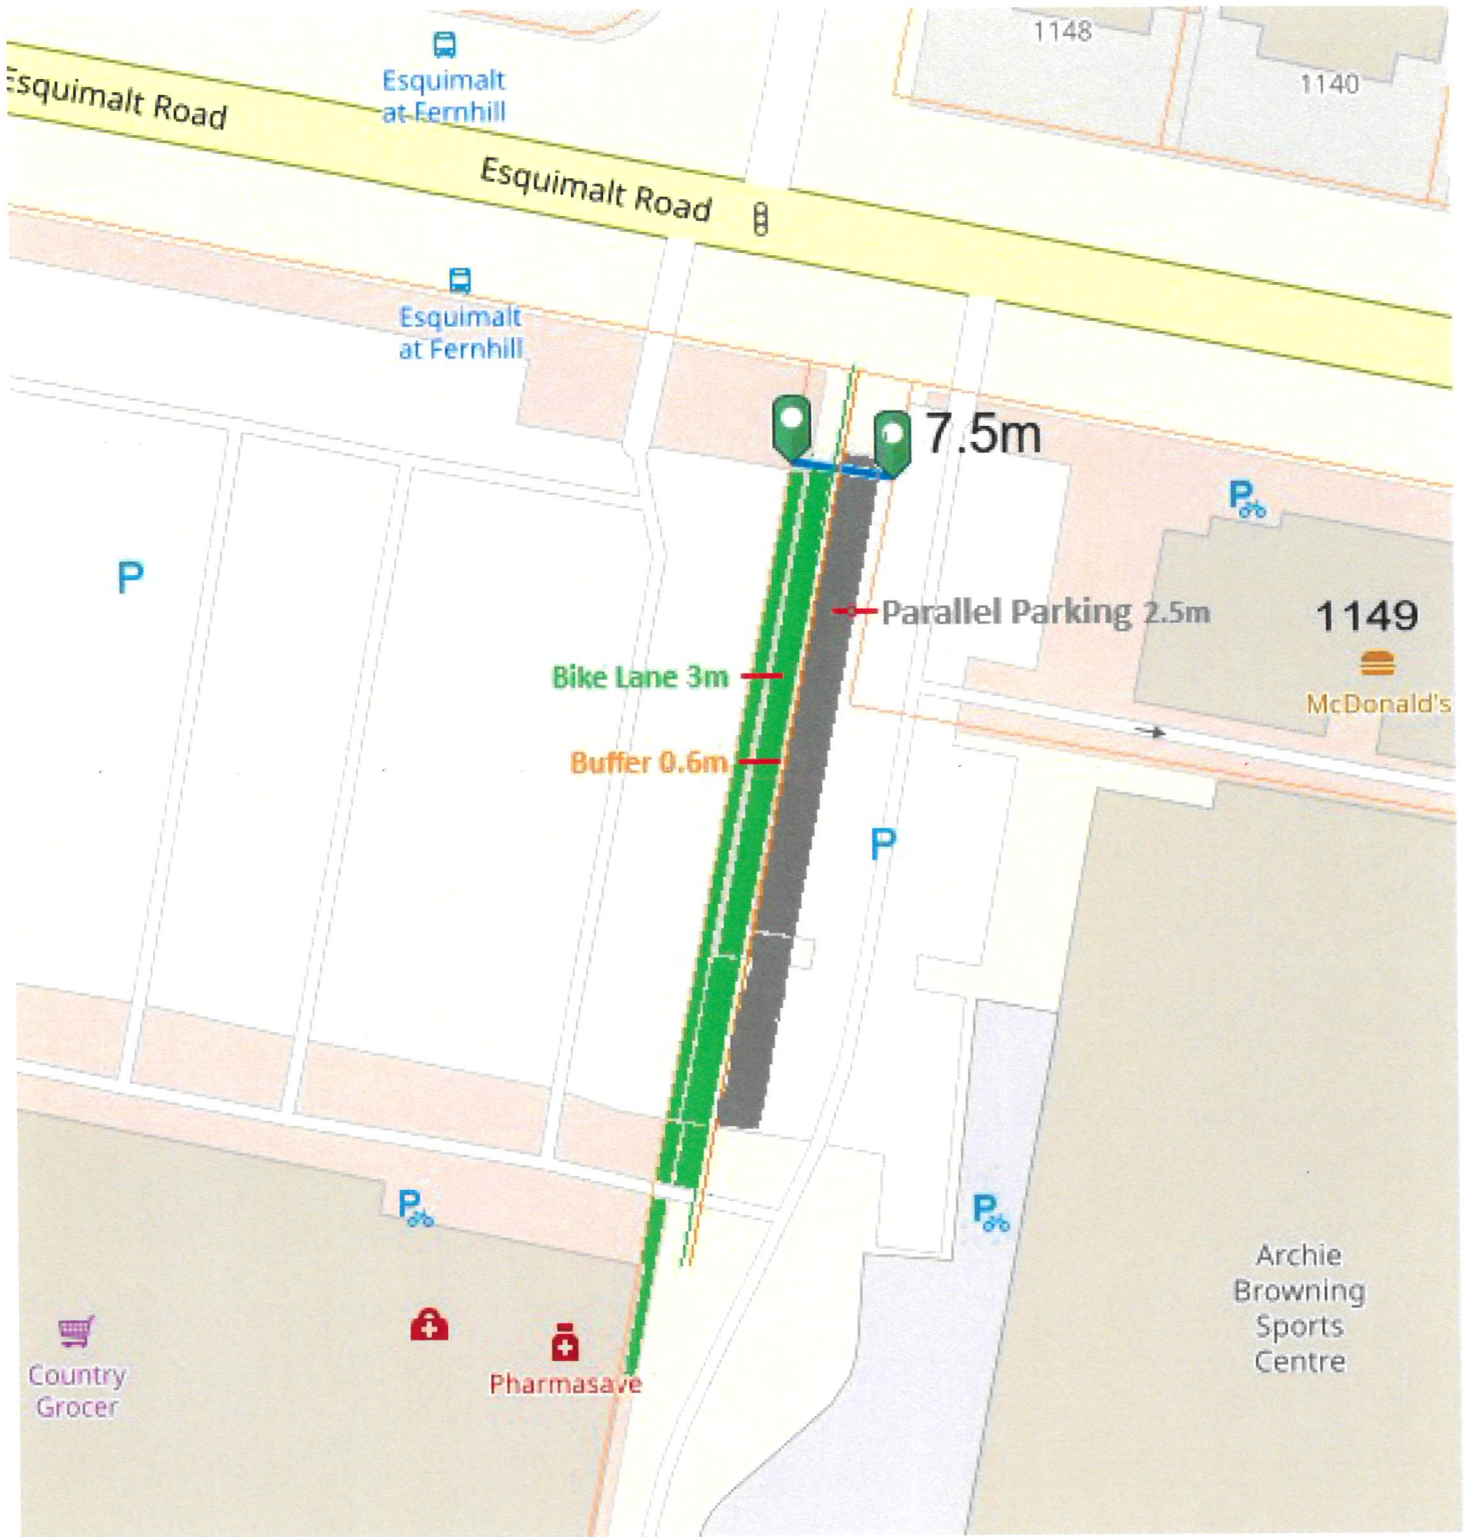 1148
1140
Esquimalt
at Fernhill
Esquimalt Road
Esquimalt Road
Esquimalt
at Fernhill
7.5m
P
P
Parallel Parking 2.5m
1149
McDonald's
Bike Lane 3m
Buffer 0.6m
P
P
P
Archie
Browning
Sports
Centre
Country
Grocer
Pharmasave